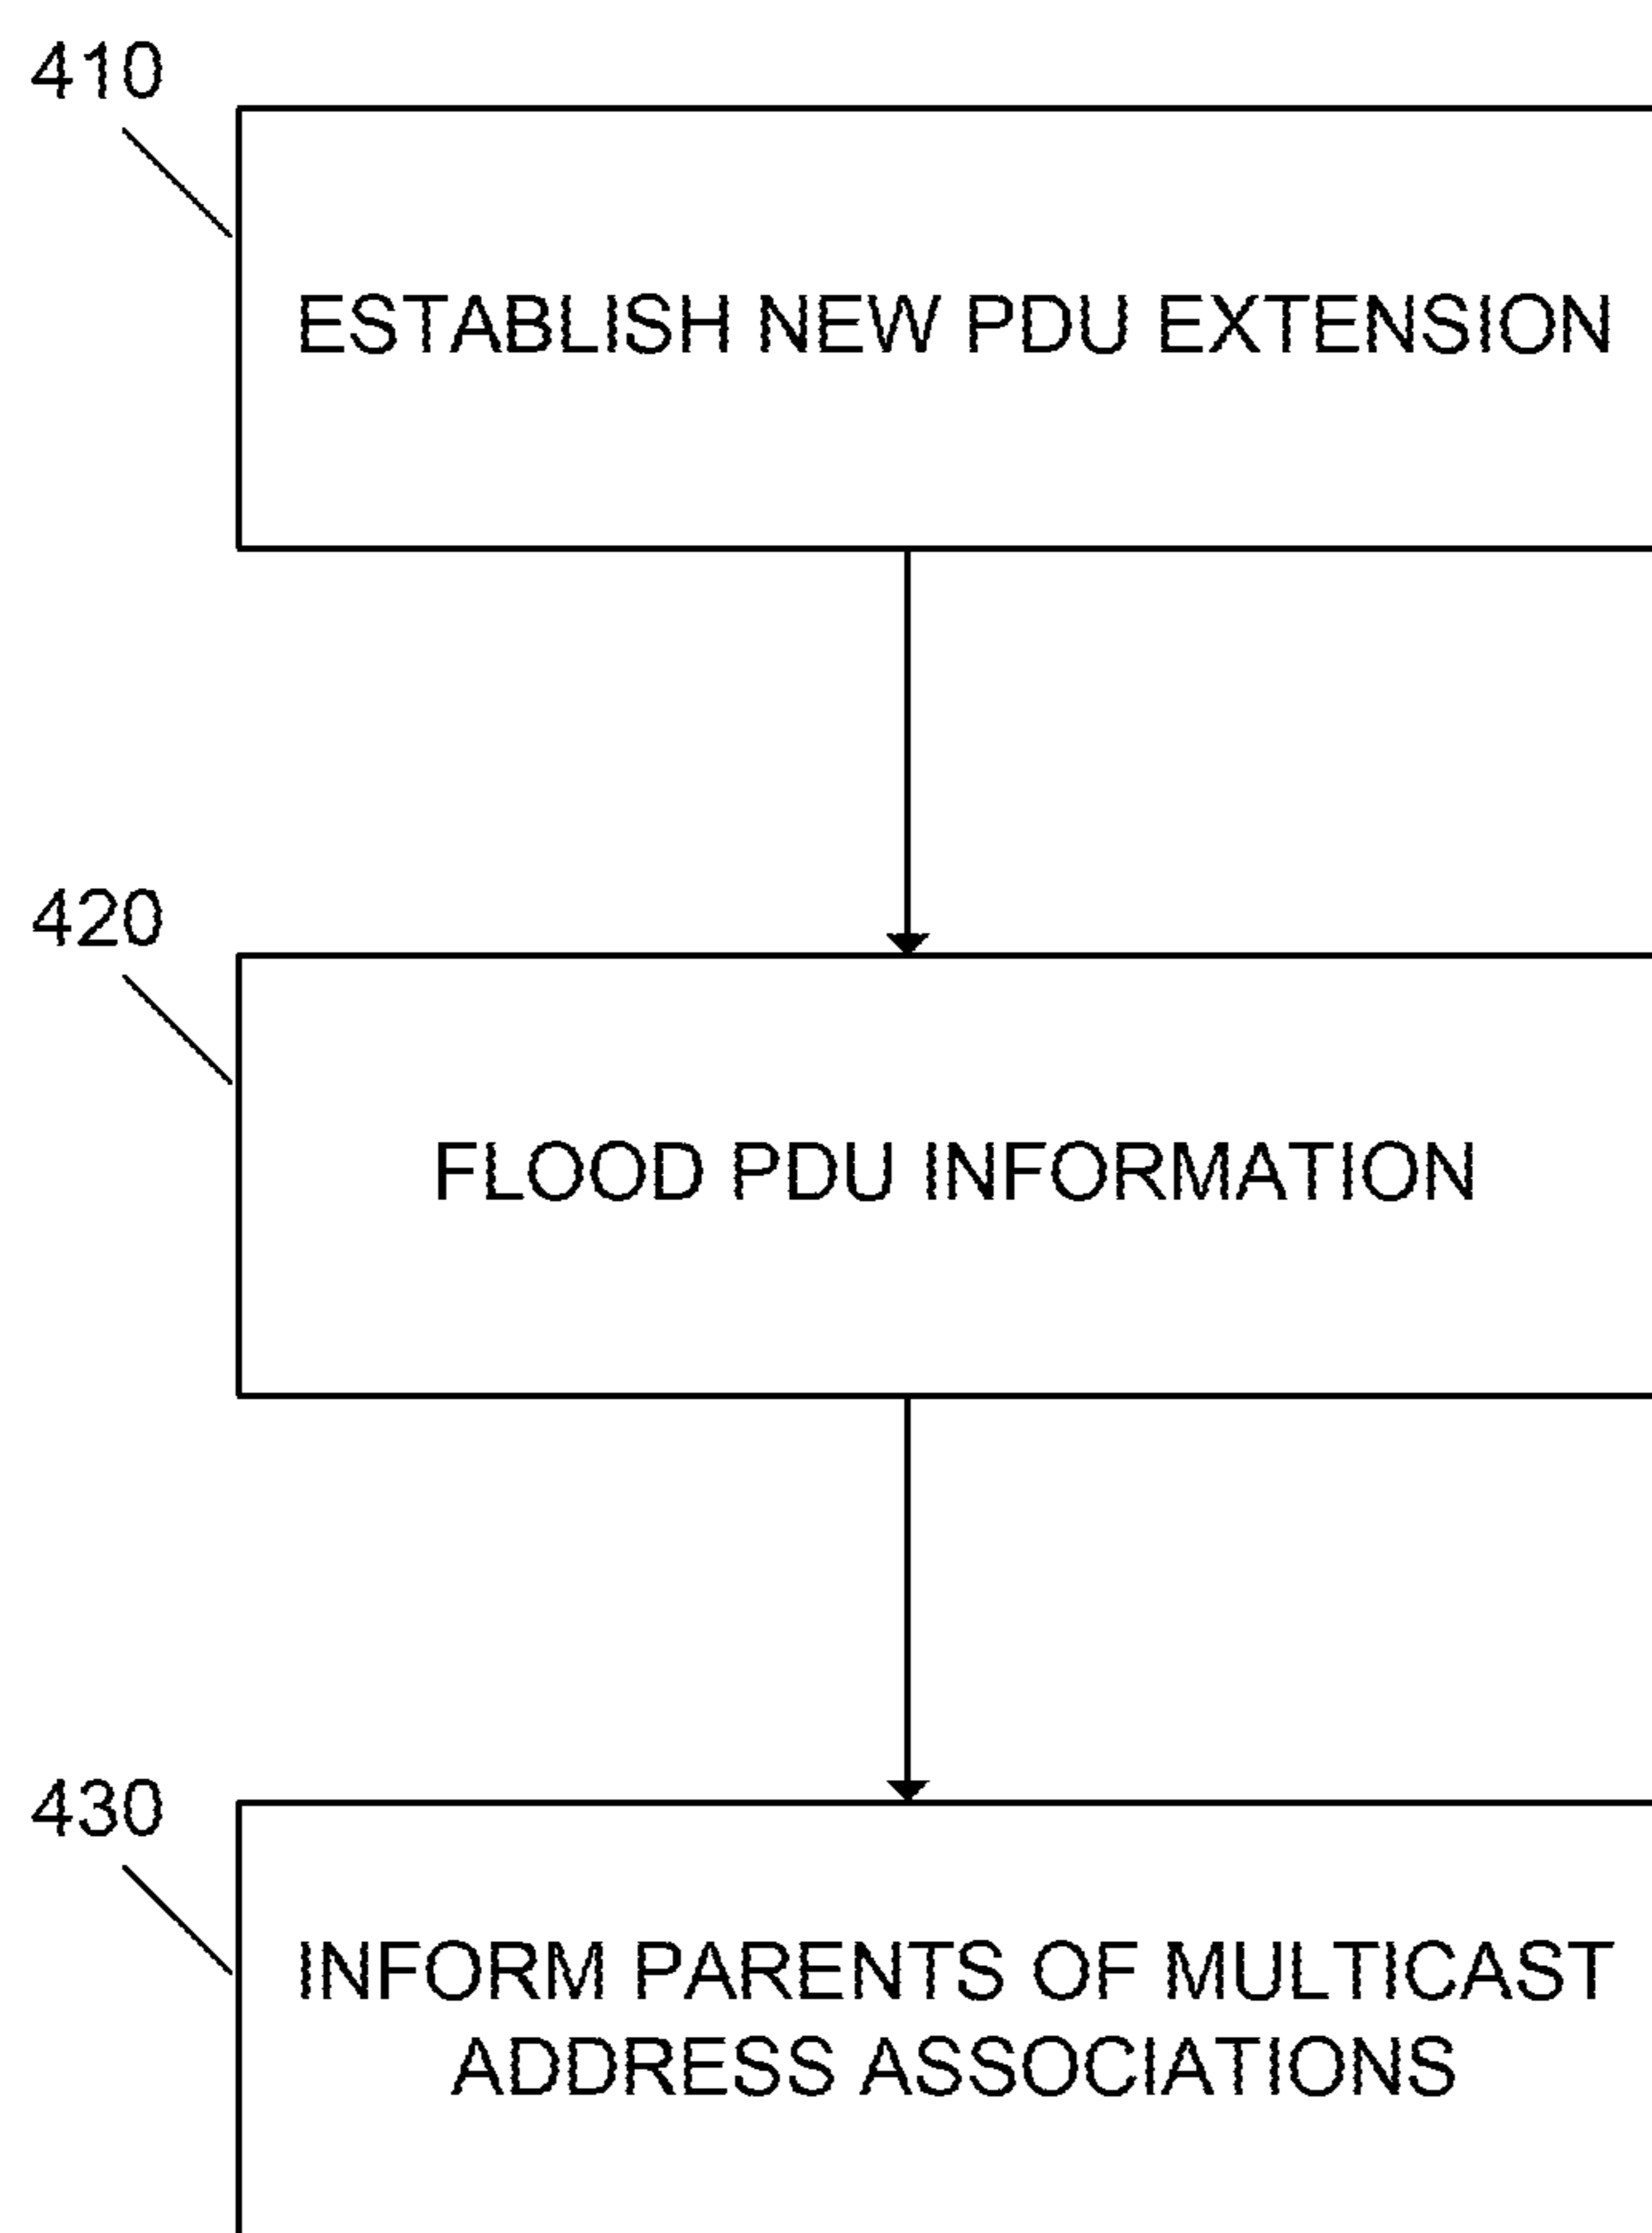 410
ESTABLISH NEW PDU EXTENSION
420
FLOOD PDU INFORMATION
430
INFORM PARENTS OF MULTICAST
ADDRESS ASSOCIATIONS